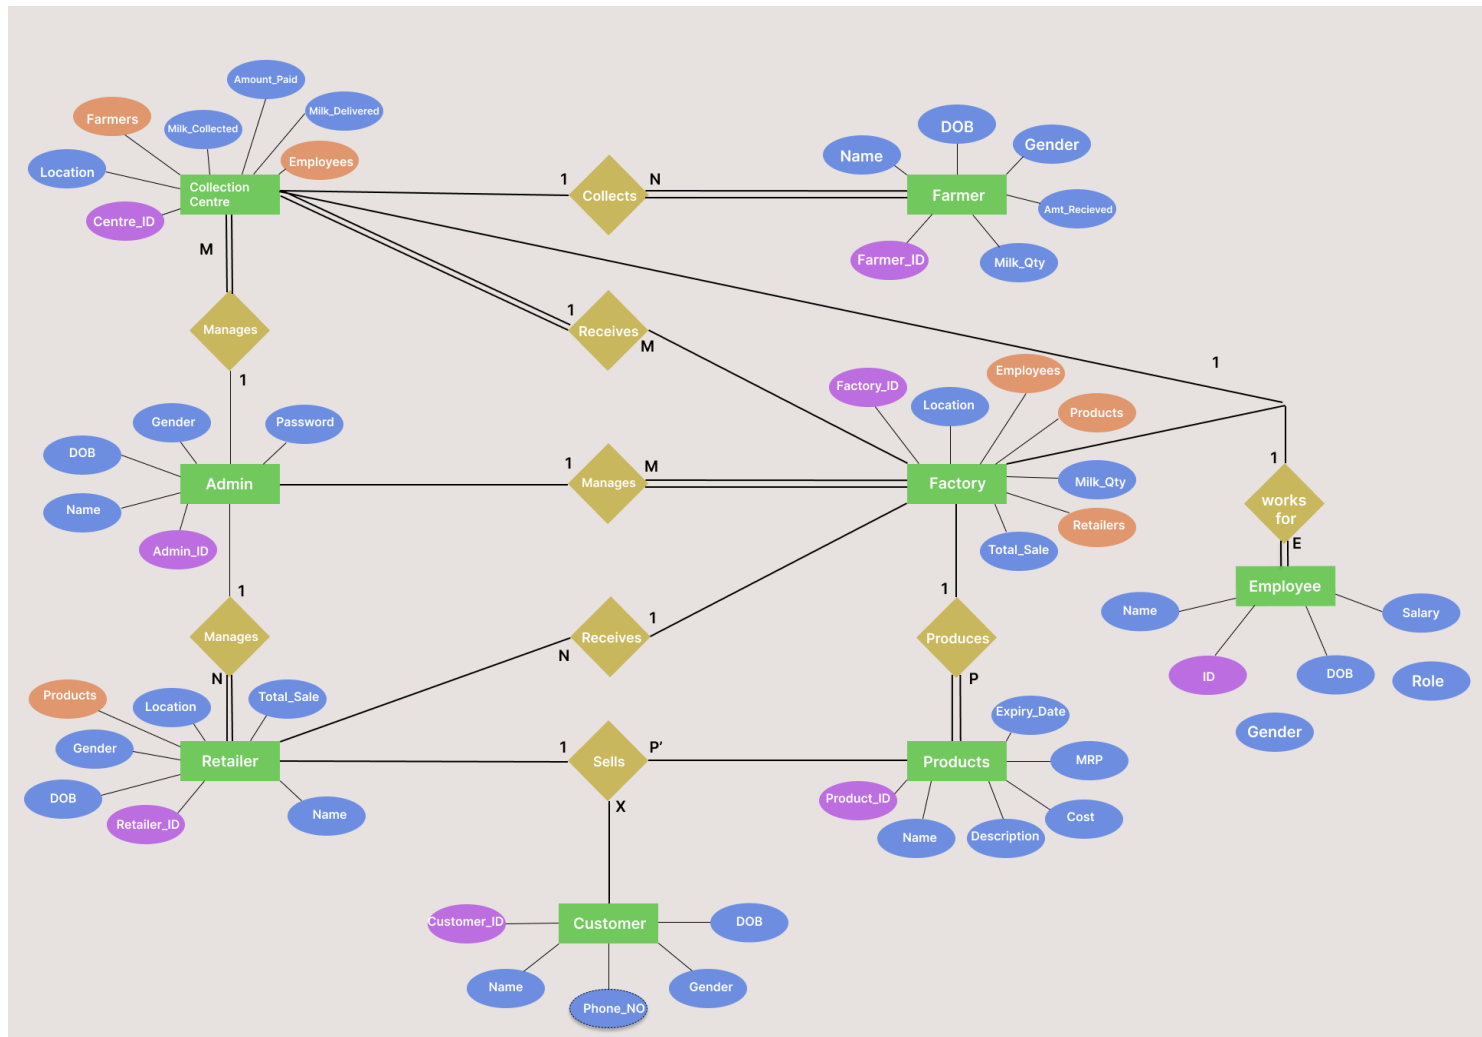 Amount_Paid
Farmers
Milk_Collected
Milk_Delivered
Location
Employees
Collection
Centre
Centre_ID
M
Manages
1
1
Collects
N
DOB
Name
Gender
Farmer
Amt_Recieved
Farmer_ID
Milk_Qty
1
Receives
M
1
Factory_ID
Employees
Location
Products
Gender
Password
DOB
Admin
Name
Admin_ID
1
Manages
M
Factory
Milk_Qty
Retailers
Total_Sale
1
works
for
E
Employee
Name
Salary
ID
DOB
Role
Gender
1
Manages
N
1
Receives
N
1
Produces
P
Products
Location
Total_Sale
Gender
Retailer
DOB
Retailer_ID
Name
1
Sells
P'
X
Expiry_Date
Products
MRP
Product_ID
Name
Description
Cost
Customer_ID
Customer
DOB
Name
Phone_NO
Gender